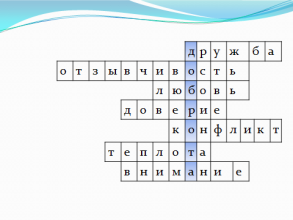 дружба
отзывчивость
любовь
доверие
конфликт
теплота
внимание